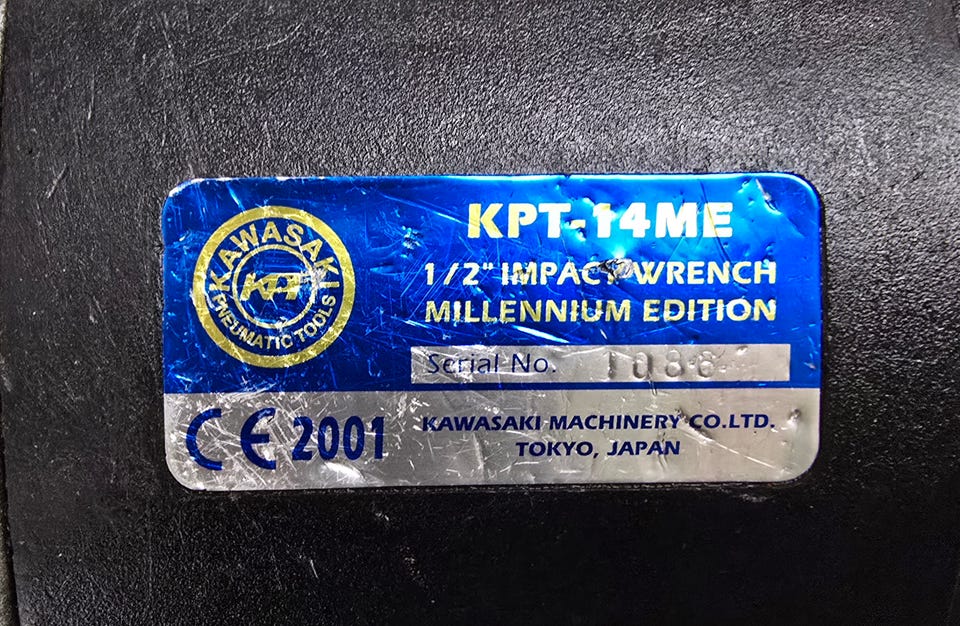 KAWASAKI
KPT
PNEUMATIC TOOLS
KPT-14ME
1/2" IMPACT WRENCH
MILLENNIUM EDITION
Serial No. 1086
CE 2001
KAWASAKI MACHINERY CO.LTD.
TOKYO, JAPAN